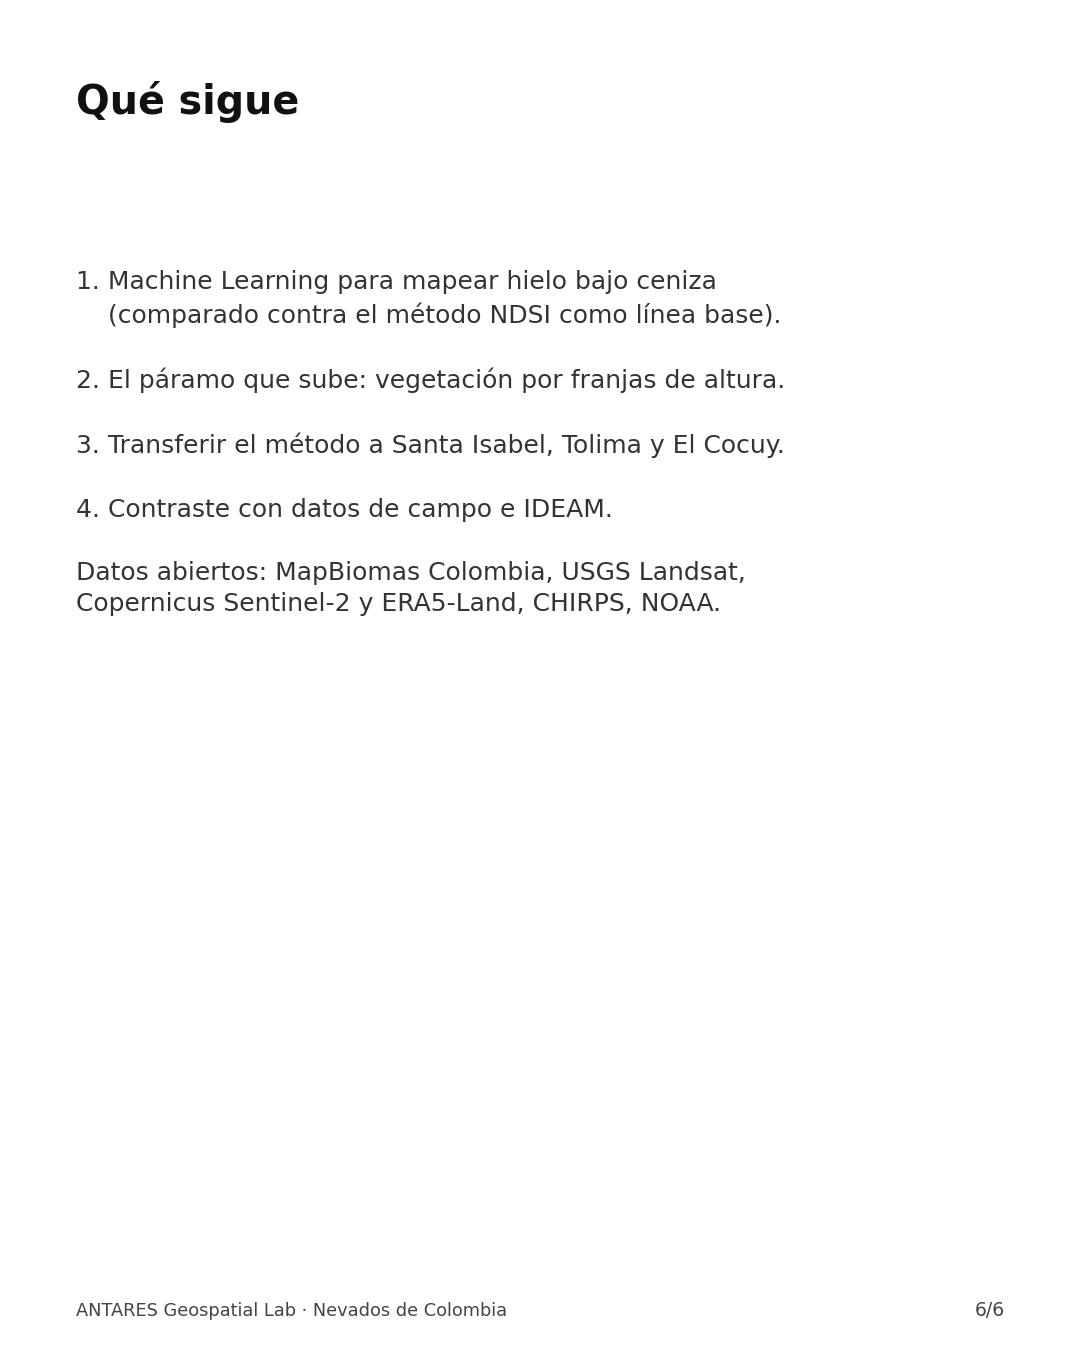 Qué sigue
1. Machine Learning para mapear hielo bajo ceniza
(comparado contra el método NDSI como línea base).
2. El páramo que sube: vegetación por franjas de altura.
3. Transferir el método a Santa Isabel, Tolima y El Cocuy.
4. Contraste con datos de campo e IDEAM.
Datos abiertos: MapBiomas Colombia, USGS Landsat,
Copernicus Sentinel-2 y ERA5-Land, CHIRPS, NOAA.
ANTARES Geospatial Lab · Nevados de Colombia
6/6